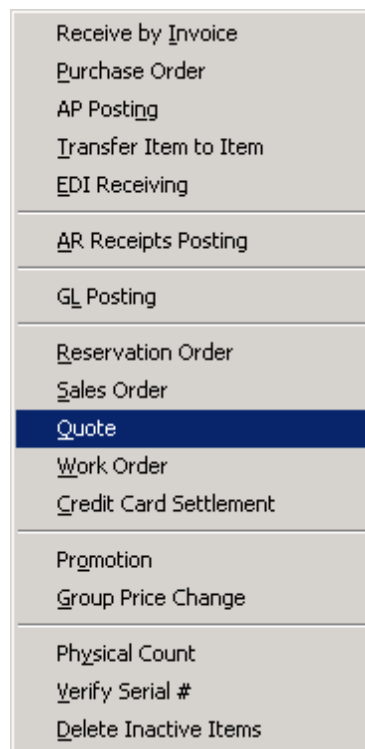 Receive by Invoice
Purchase Order
AP Posting
Transfer Item to Item
EDI Receiving
AR Receipts Posting
GL Posting
Reservation Order
Sales Order
Quote
Work Order
Credit Card Settlement
Promotion
Group Price Change
Physical Count
Verify Serial #
Delete Inactive Items